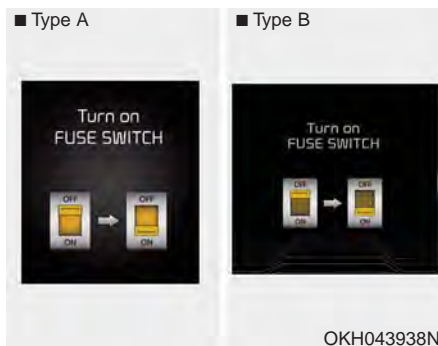 ■ Type A
Turn on
FUSE SWITCH
OFF OFF
ON ON
■ Type B
Turn on
FUSE SWITCH
OFF OFF
ON ON
OKH043938N